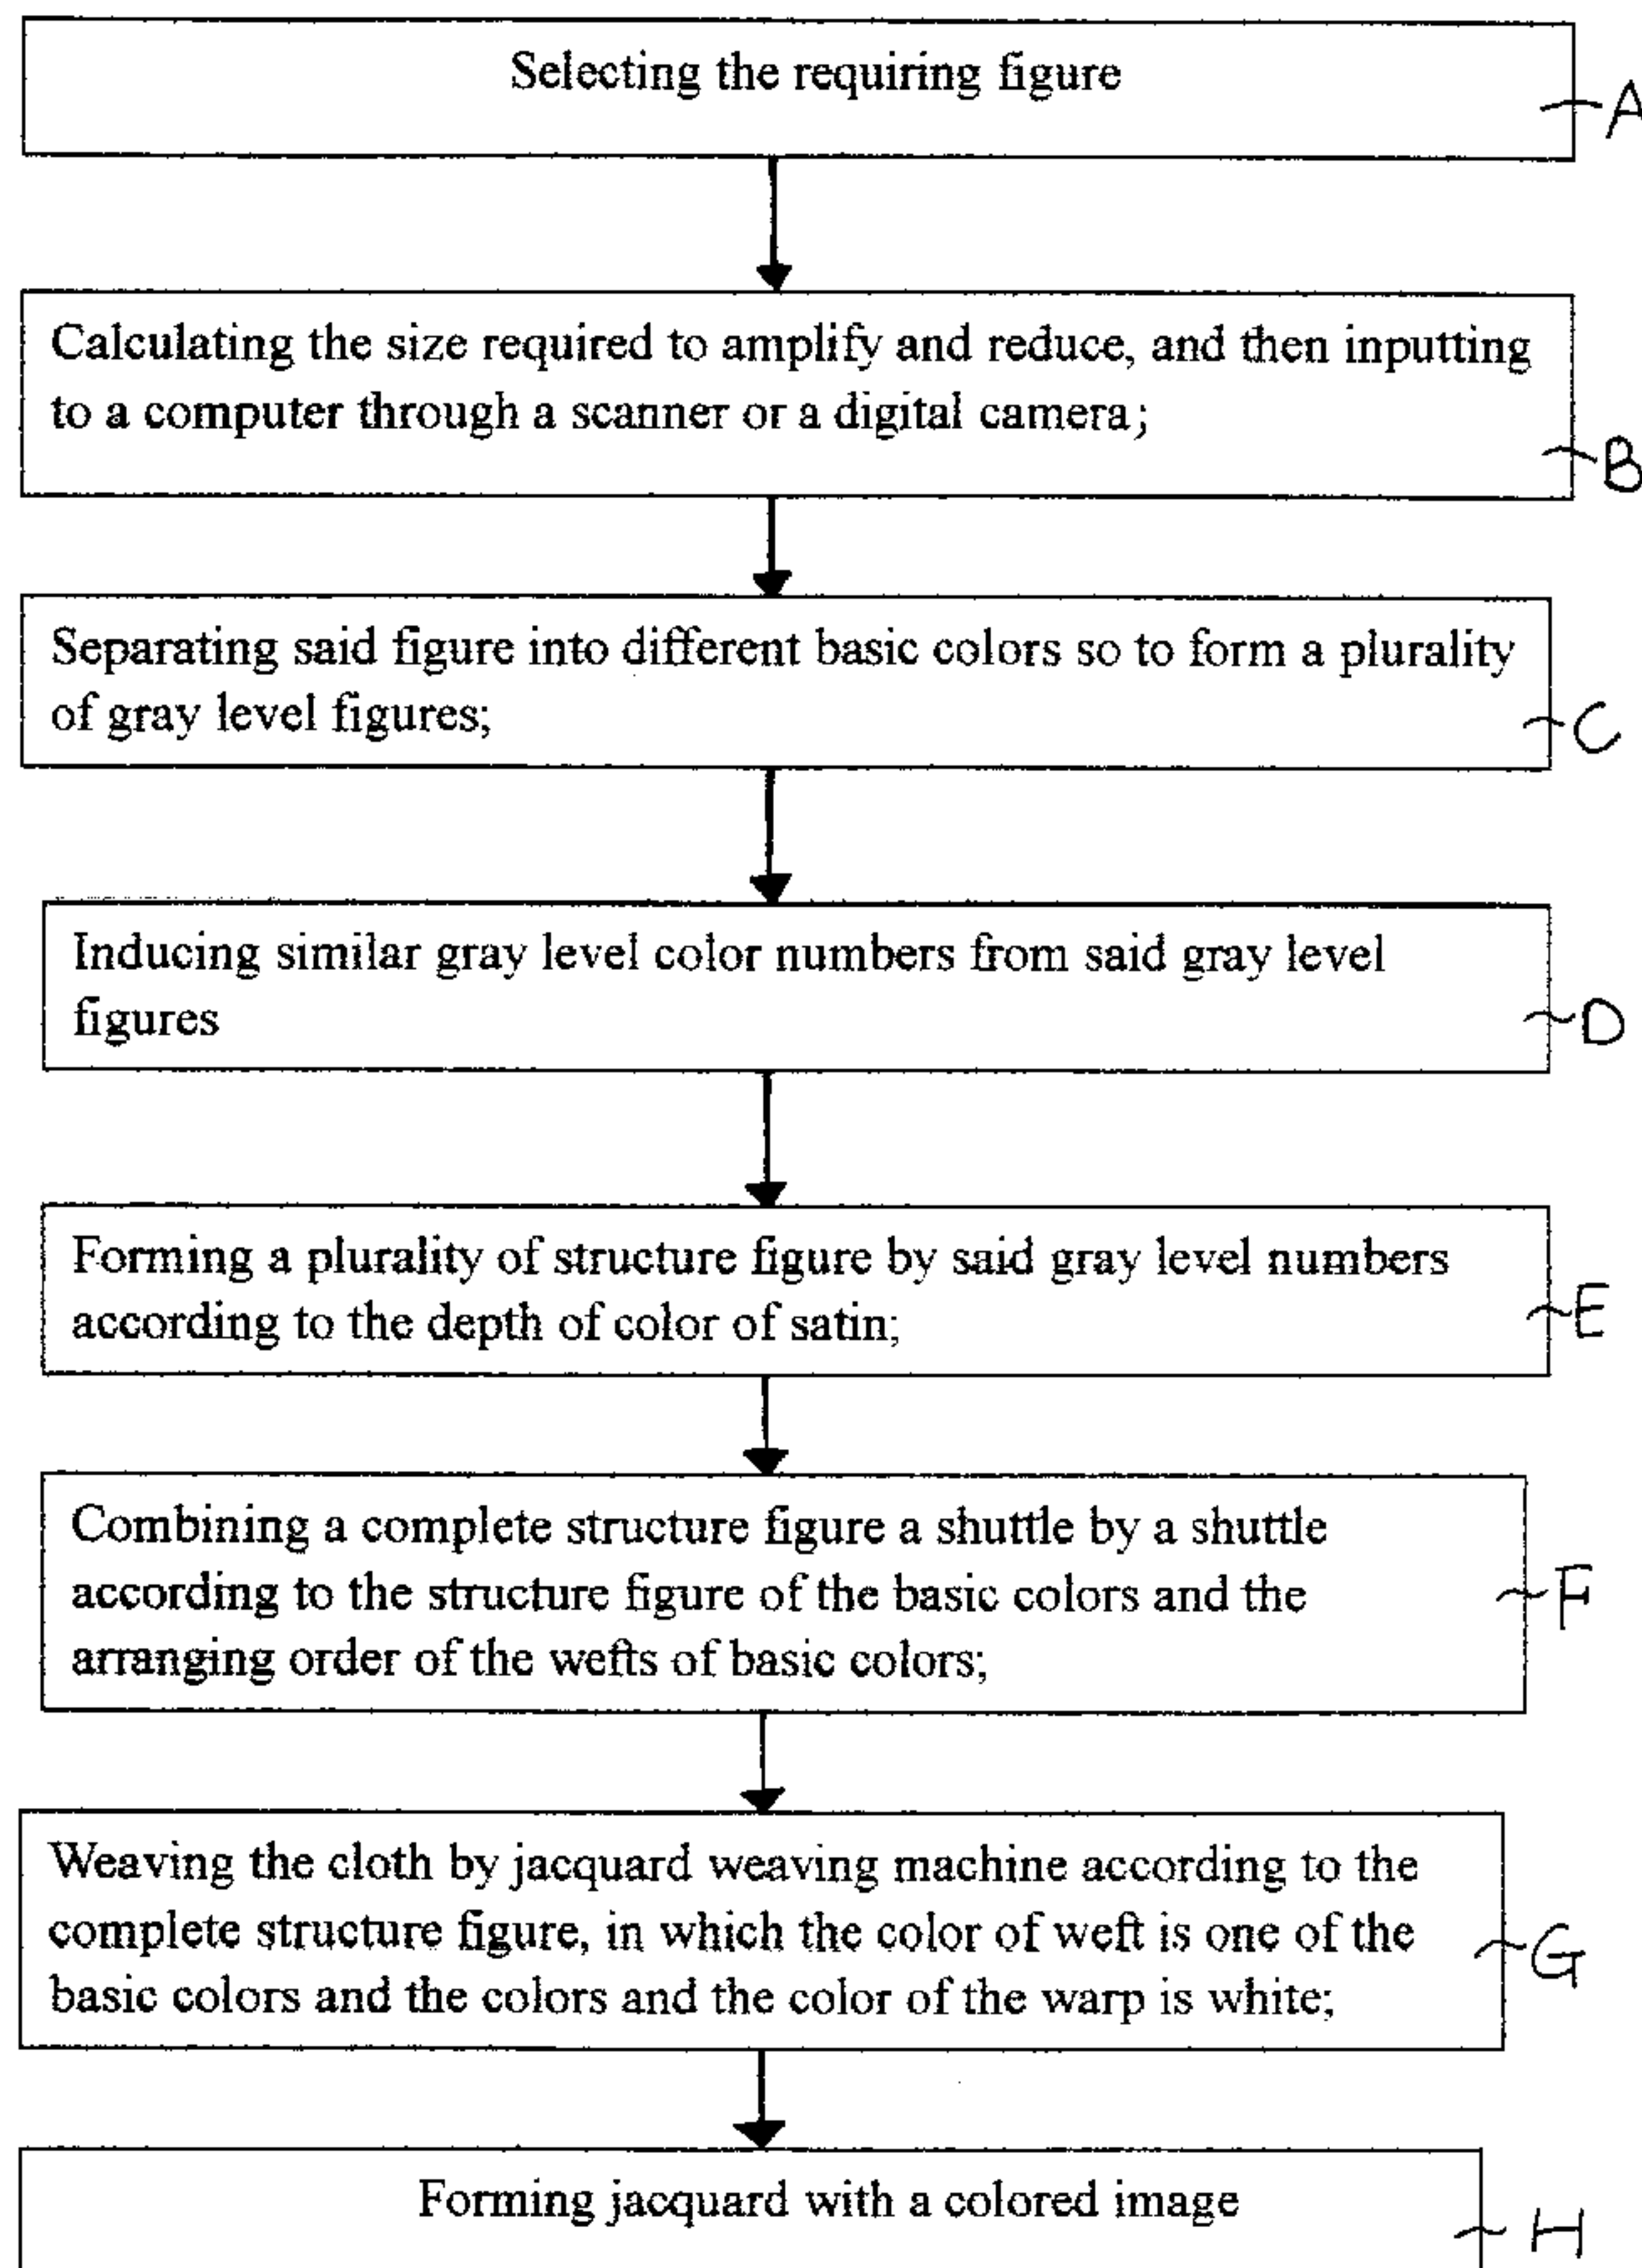 Selecting the requiring figure
A
Calculating the size required to amplify and reduce, and then inputting
to a computer through a scanner or a digital camera;
B
Separating said figure into different basic colors so to form a plurality
of gray level figures;
C
Inducing similar gray level color numbers from said gray level
figures
D
Forming a plurality of structure figure by said gray level numbers
according to the depth of color of satin;
E
Combining a complete structure figure a shuttle by a shuttle
according to the structure figure of the basic colors and the
arranging order of the wefts of basic colors;
F
Weaving the cloth by jacquard weaving machine according to the
complete structure figure, in which the color of weft is one of the
basic colors and the colors and the color of the warp is white;
G
Forming jacquard with a colored image
H